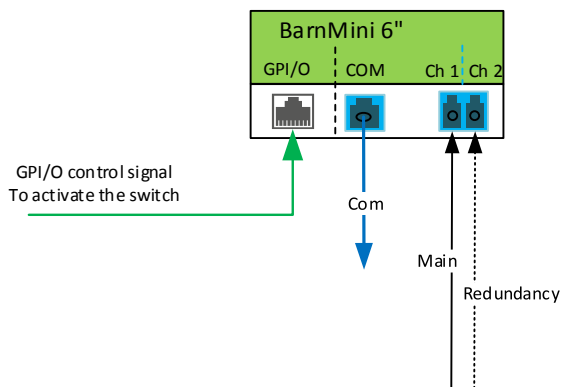 BarnMini 6"
GPI/O
COM
Ch 1
Ch 2
GPI/O control signal
To activate the switch
Com
Main
Redundancy